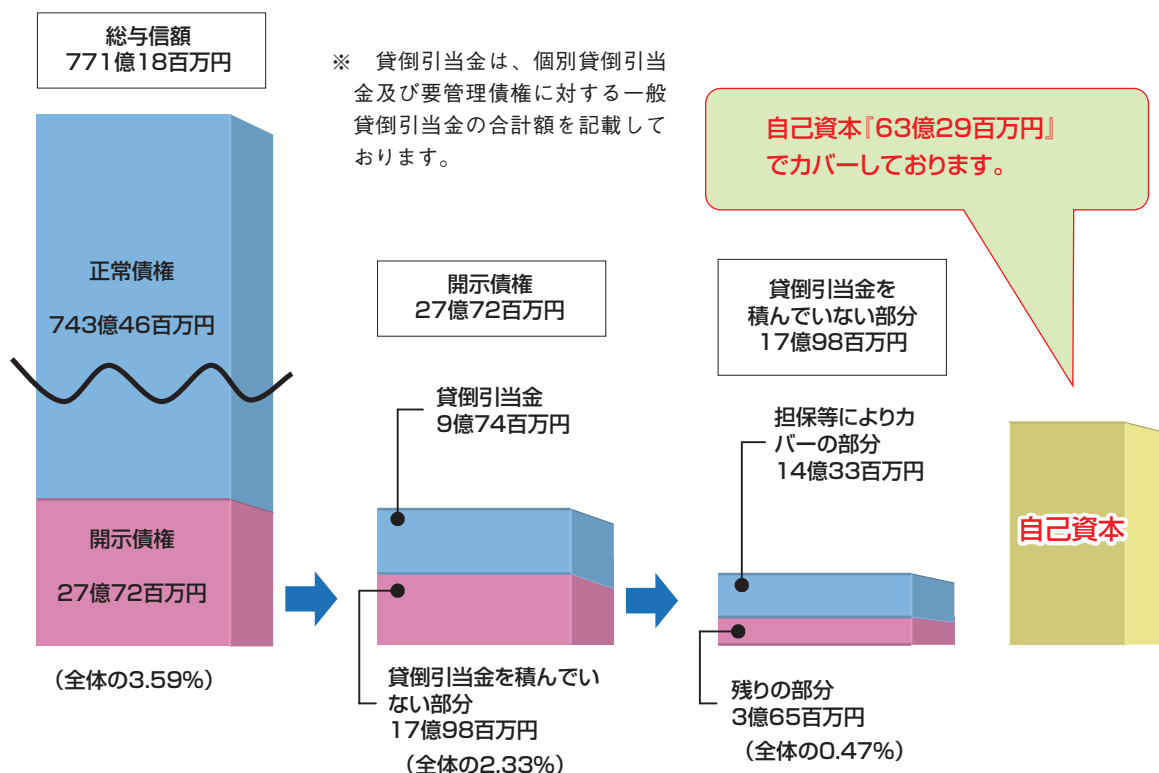 総与信額
771億18百万円
※　貸倒引当金は、個別貸倒引当
金及び要管理債権に対する一般
貸倒引当金の合計額を記載して
おります。
自己資本『63億29百万円』
でカバーしております。
正常債権
743億46百万円
開示債権
27億72百万円
（全体の3.59%）
開示債権
27億72百万円
貸倒引当金
9億74百万円
貸倒引当金を積んでい
ない部分
17億98百万円
（全体の2.33%）
貸倒引当金を
積んでいない部分
17億98百万円
担保等によりカ
バーの部分
14億33百万円
残りの部分
3億65百万円
（全体の0.47%）
自己資本